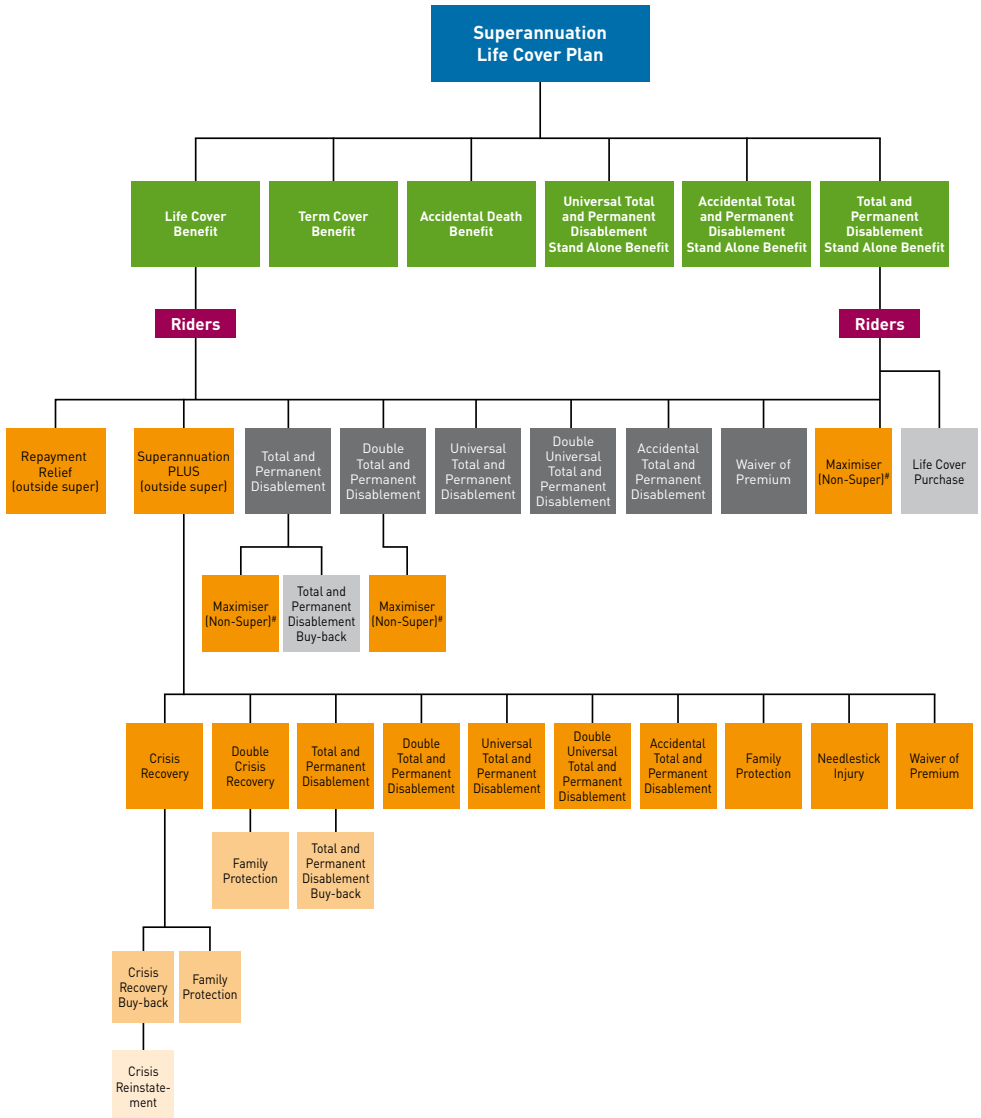 Superannuation
Life Cover Plan
Life Cover
Benefit
Term Cover
Benefit
Accidental Death
Benefit
Universal Total
and Permanent
Disablement
Stand Alone Benefit
Accidental Total
and Permanent
Disablement
Stand Alone Benefit
Total and
Permanent
Disablement
Stand Alone Benefit
Riders
Riders
Repayment
Relief
(outside super)
Superannuation
PLUS
(outside super)
Total and
Permanent
Disablement
Double
Total and
Permanent
Disablement
Universal
Total and
Permanent
Disablement
Double
Universal
Total and
Permanent
Disablement
Accidental
Total and
Permanent
Disablement
Waiver of
Premium
Maximiser
(Non-Super)#
Life Cover
Purchase
Maximiser
(Non-Super)#
Total and
Permanent
Disablement
Buy-back
Maximiser
(Non-Super)#
Crisis
Recovery
Double
Crisis
Recovery
Total and
Permanent
Disablement
Double
Total and
Permanent
Disablement
Universal
Total and
Permanent
Disablement
Double
Universal
Total and
Permanent
Disablement
Accidental
Total and
Permanent
Disablement
Family
Protection
Needlestick
Injury
Waiver of
Premium
Family
Protection
Total and
Permanent
Disablement
Buy-back
Crisis
Recovery
Buy-back
Family
Protection
Crisis
Reinstate-
ment